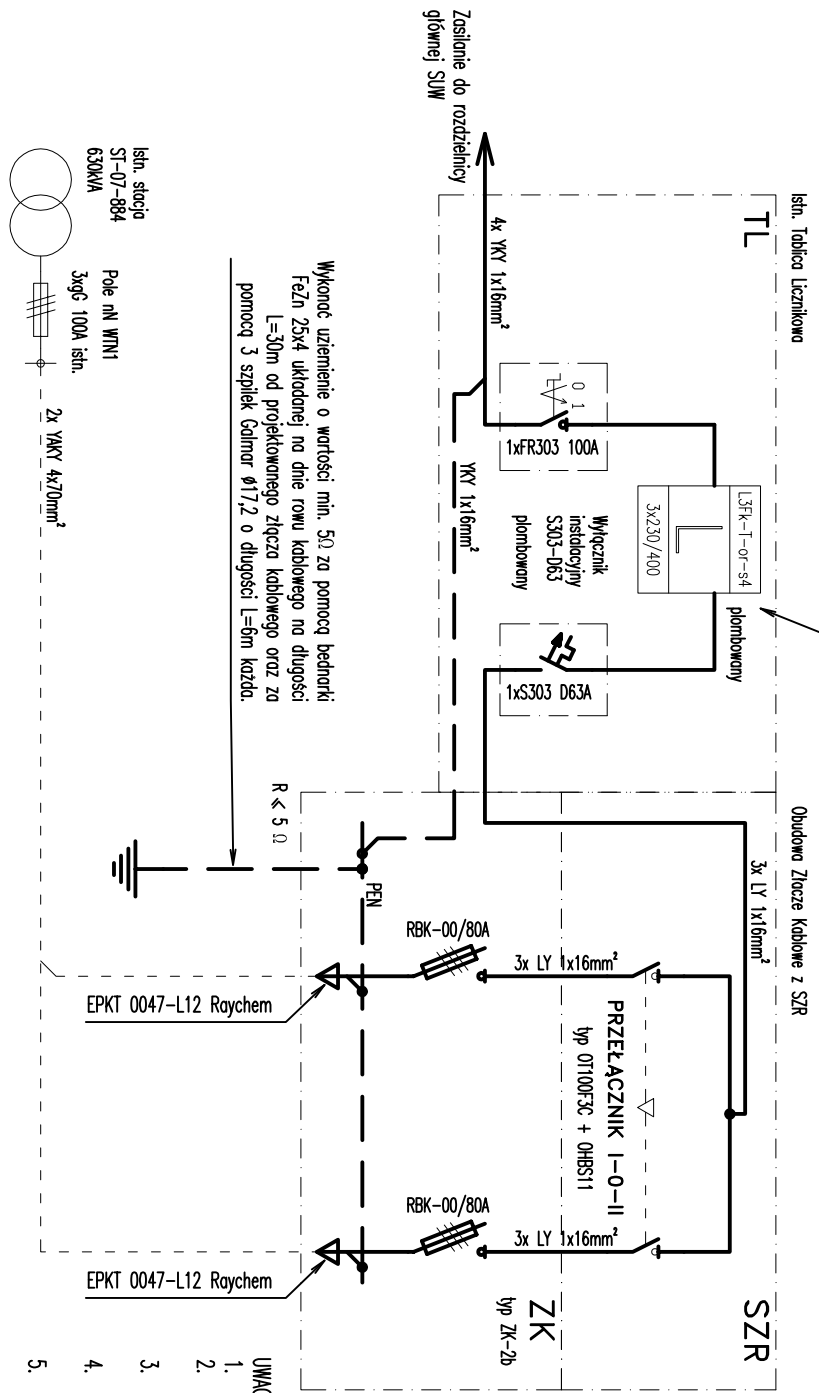 Istn. Tablica Licznikowa
TL
L3Fk-T-or-s4
L
3x230/400
plombowany
0 1
1xFR303 100A
Wyłącznik
instalacyjny
S303-D63
plombowany
1xS303 D63A
4x YKY 1x16mm²
YKY 1x16mm²
Zasilanie do rozdzielnicy
głównej SUW
Obudowa Złącze Kablowe z SZR
SZR
3x LY 1x16mm²
PRZEŁĄCZNIK I-0-II
typ OT100F3C + OHBS11
3x LY 1x16mm²
3x LY 1x16mm²
ZK
typ ZK-2b
RBK-00/80A
RBK-00/80A
PEN
R ≪ 5 Ω
EPKT 0047-L12 Raychem
EPKT 0047-L12 Raychem
Wykonać uziemienie o wartości min. 5Ω za pomocą bednarki
FeZn 25x4 układanej na dnie rowu kablowego na długości
L=30m od projektowanego złącza kablowego oraz za
pomocą 3 szpilek Galmar ø17,2 o długości L=6m każda.
Istn. stacja
ST-07-884
630kVA
Pole nN WTN1
3xgG 100A istn.
2x YAKY 4x70mm²
UWAG
1.
2.
3.
4.
5.